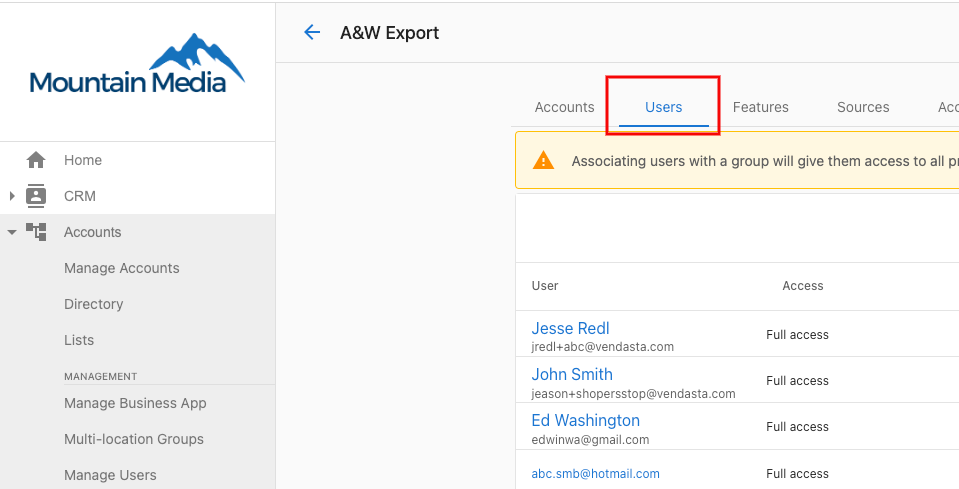 Mountain Media
Home
CRM
Accounts
Manage Accounts
Directory
Lists
MANAGEMENT
Manage Business App
Multi-location Groups
Manage Users
A&W Export
Accounts Users Features Sources Acc
Associating users with a group will give them access to all pr
User Access
Jesse Redl
jredl+abc@vendasta.com Full access
John Smith
jeason+shopersstop@vendasta.com Full access
Ed Washington
edwinwa@gmail.com Full access
abc.smb@hotmail.com Full access